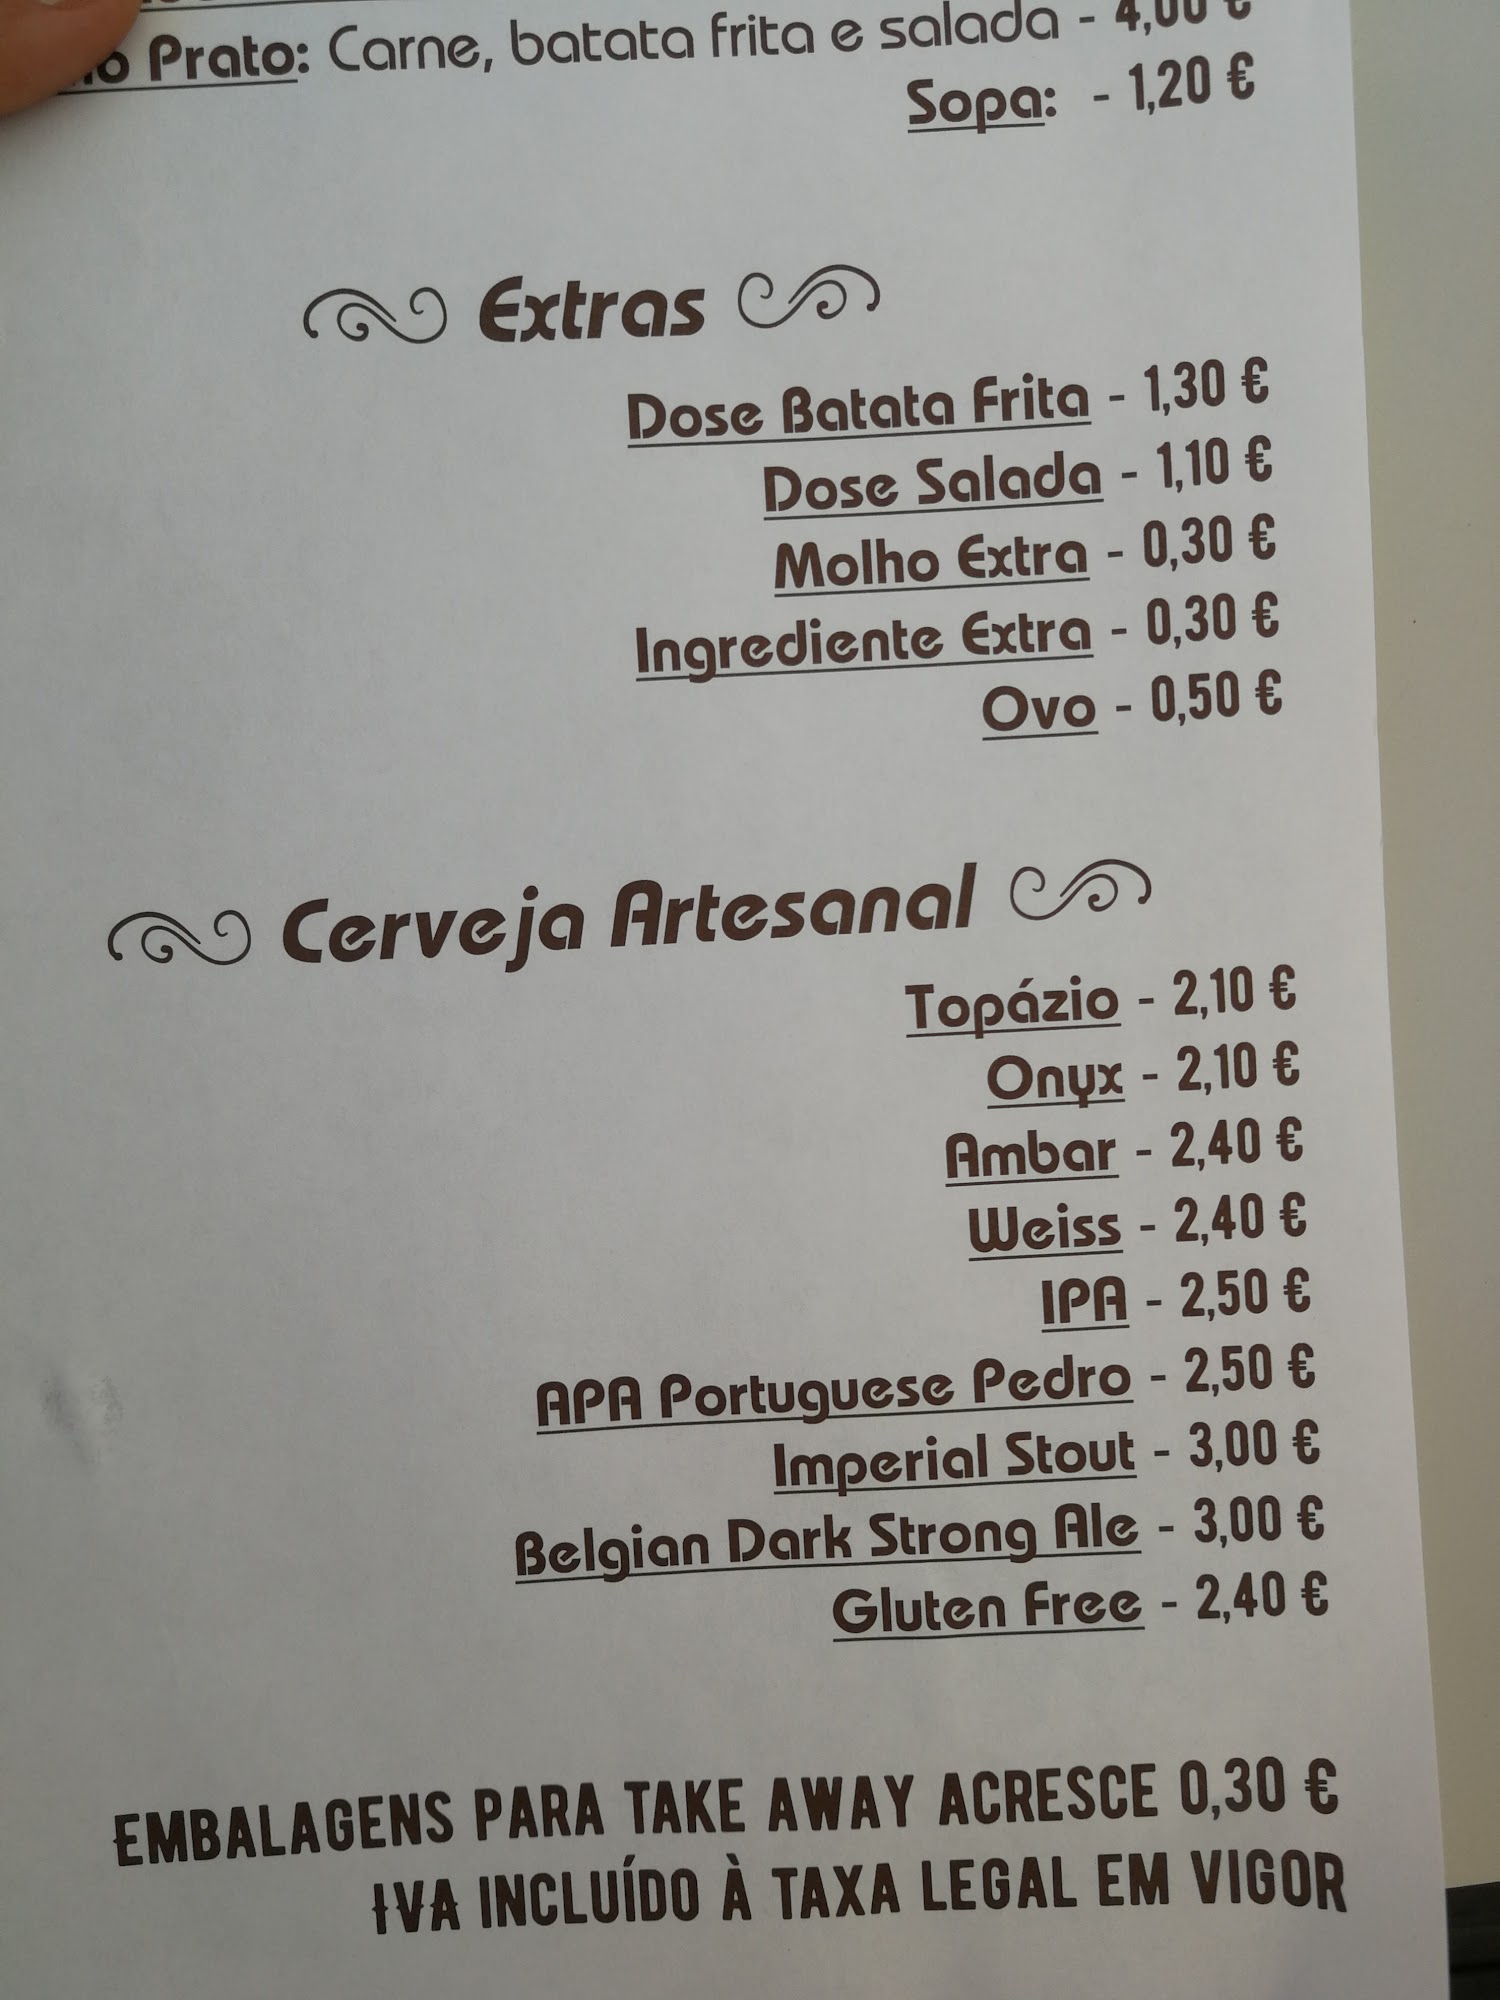 Prato: Carne, batata frita e salada - 4,00 €
Sopa: - 1,20 €
Extras
Dose Batata Frita - 1,30 €
Dose Salada - 1,10 €
Molho Extra - 0,30 €
Ingrediente Extra - 0,30 €
Ovo - 0,50 €
Cerveja Artesanal
Topázio - 2,10 €
Onyx - 2,10 €
Ambar - 2,40 €
Weiss - 2,40 €
IPA - 2,50 €
APA Portuguese Pedro - 2,50 €
Imperial Stout - 3,00 €
Belgian Dark Strong Ale - 3,00 €
Gluten Free - 2,40 €
EMBALAGENS PARA TAKE AWAY ACRESCE 0,30 €
IVA INCLUÍDO À TAXA LEGAL EM VIGOR